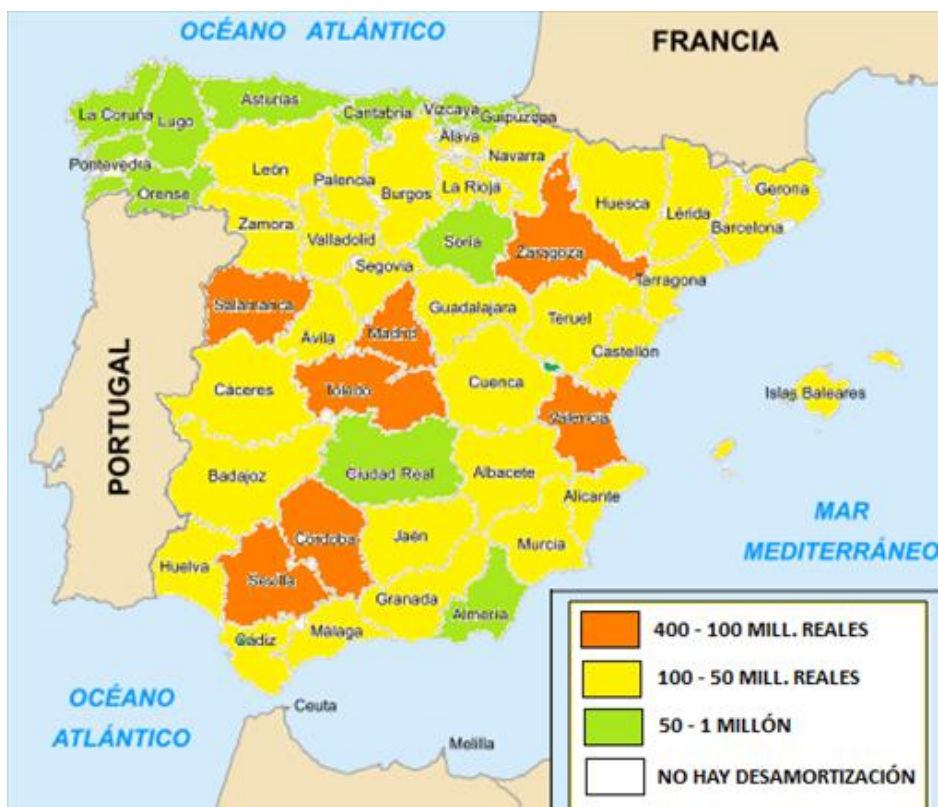 OCÉANO ATLÁNTICO
FRANCIA
La Coruña
Lugo
Asturias
Cantabria
Vizcaya
Guipúzcoa
Álava
Navarra
Pontevedra
Orense
León
Palencia
Burgos
La Rioja
Huesca
Lérida
Gerona
Barcelona
Zamora
Valladolid
Soria
Zaragoza
Segovia
Tarragona
Salamanca
Ávila
Madrid
Guadalajara
Teruel
Castellón
Cáceres
Toledo
Cuenca
Valencia
Islas Baleares
PORTUGAL
Badajoz
Ciudad Real
Albacete
Alicante
Córdoba
Jaén
Murcia
MAR
MEDITERRÁNEO
Huelva
Sevilla
Granada
Almería
Cádiz
Málaga
OCÉANO
ATLÁNTICO
Ceuta
Melilla
400 - 100 MILL. REALES
100 - 50 MILL. REALES
50 - 1 MILLÓN
NO HAY DESAMORTIZACIÓN